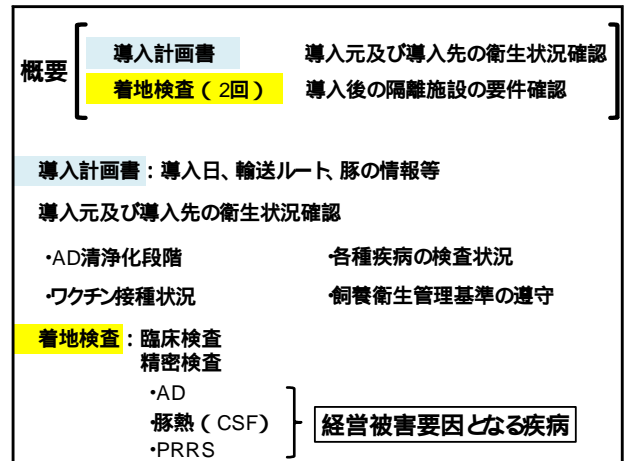 概要
導入計画書 導入元及び導入先の衛生状況確認
着地検査(2回) 導入後の隔離施設の要件確認
導入計画書:導入日、輸送ルート、豚の情報等
導入元及び導入先の衛生状況確認
・AD清浄化段階 ・各種疾病の検査状況
・ワクチン接種状況 ・飼養衛生管理基準の遵守
着地検査:臨床検査
精密検査
・AD
・豚熱(CSF)
・PRRS
経営被害要因となる疾病